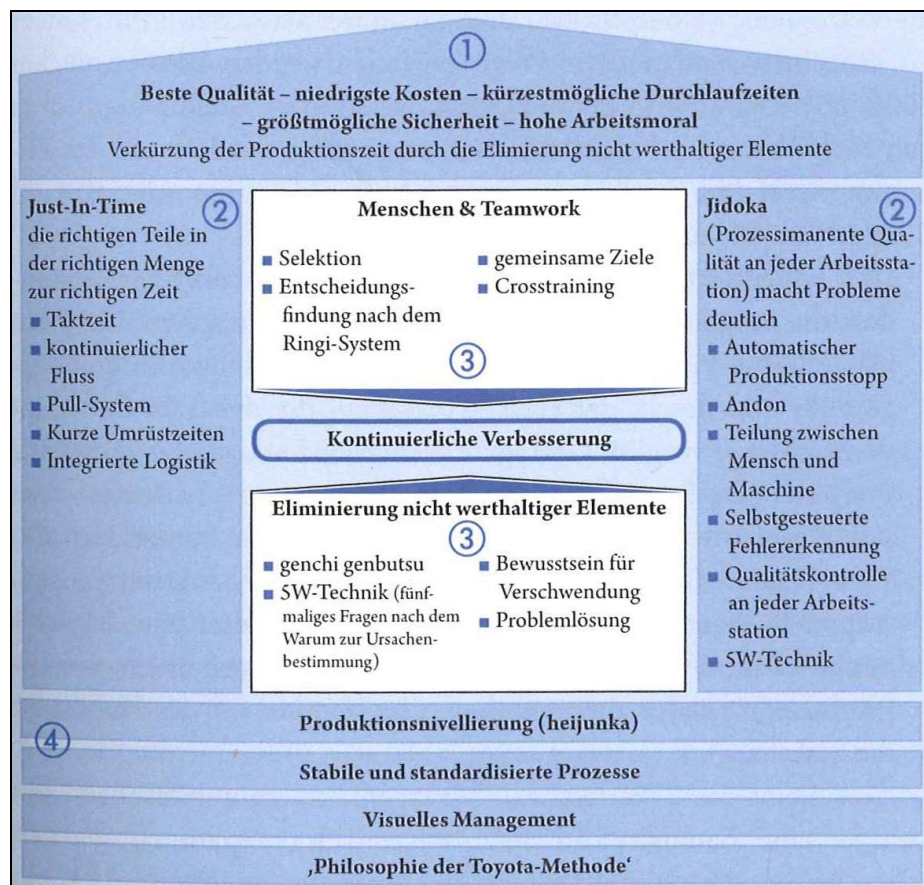 ①
Beste Qualität – niedrigste Kosten – kürzestmögliche Durchlaufzeiten
– größtmögliche Sicherheit – hohe Arbeitsmoral
Verkürzung der Produktionszeit durch die Elimierung nicht werthaltiger Elemente
Just-In-Time ②
die richtigen Teile in
der richtigen Menge
zur richtigen Zeit
■ Taktzeit
■ kontinuierlicher
Fluss
■ Pull-System
■ Kurze Umrüstzeiten
■ Integrierte Logistik
Menschen & Teamwork
■ Selektion
■ Entscheidungs-
findung nach dem
Ringi-System
■ gemeinsame Ziele
■ Crosstraining
③
Kontinuierliche Verbesserung
Eliminierung nicht werthaltiger Elemente
③
■ genchi genbutsu
■ 5W-Technik (fünf-
maliges Fragen nach dem
Warum zur Ursachen-
bestimmung)
■ Bewusstsein für
Verschwendung
■ Problemlösung
Jidoka ②
(Prozessimanente Qua-
lität an jeder Arbeitssta-
tion) macht Probleme
deutlich
■ Automatischer
Produktionsstopp
■ Andon
■ Teilung zwischen
Mensch und
Maschine
■ Selbstgesteuerte
Fehlererkennung
■ Qualitätskontrolle
an jeder Arbeits-
station
■ 5W-Technik
④
Produktionsnivellierung (heijunka)
Stabile und standardisierte Prozesse
Visuelles Management
‚Philosophie der Toyota-Methode‘